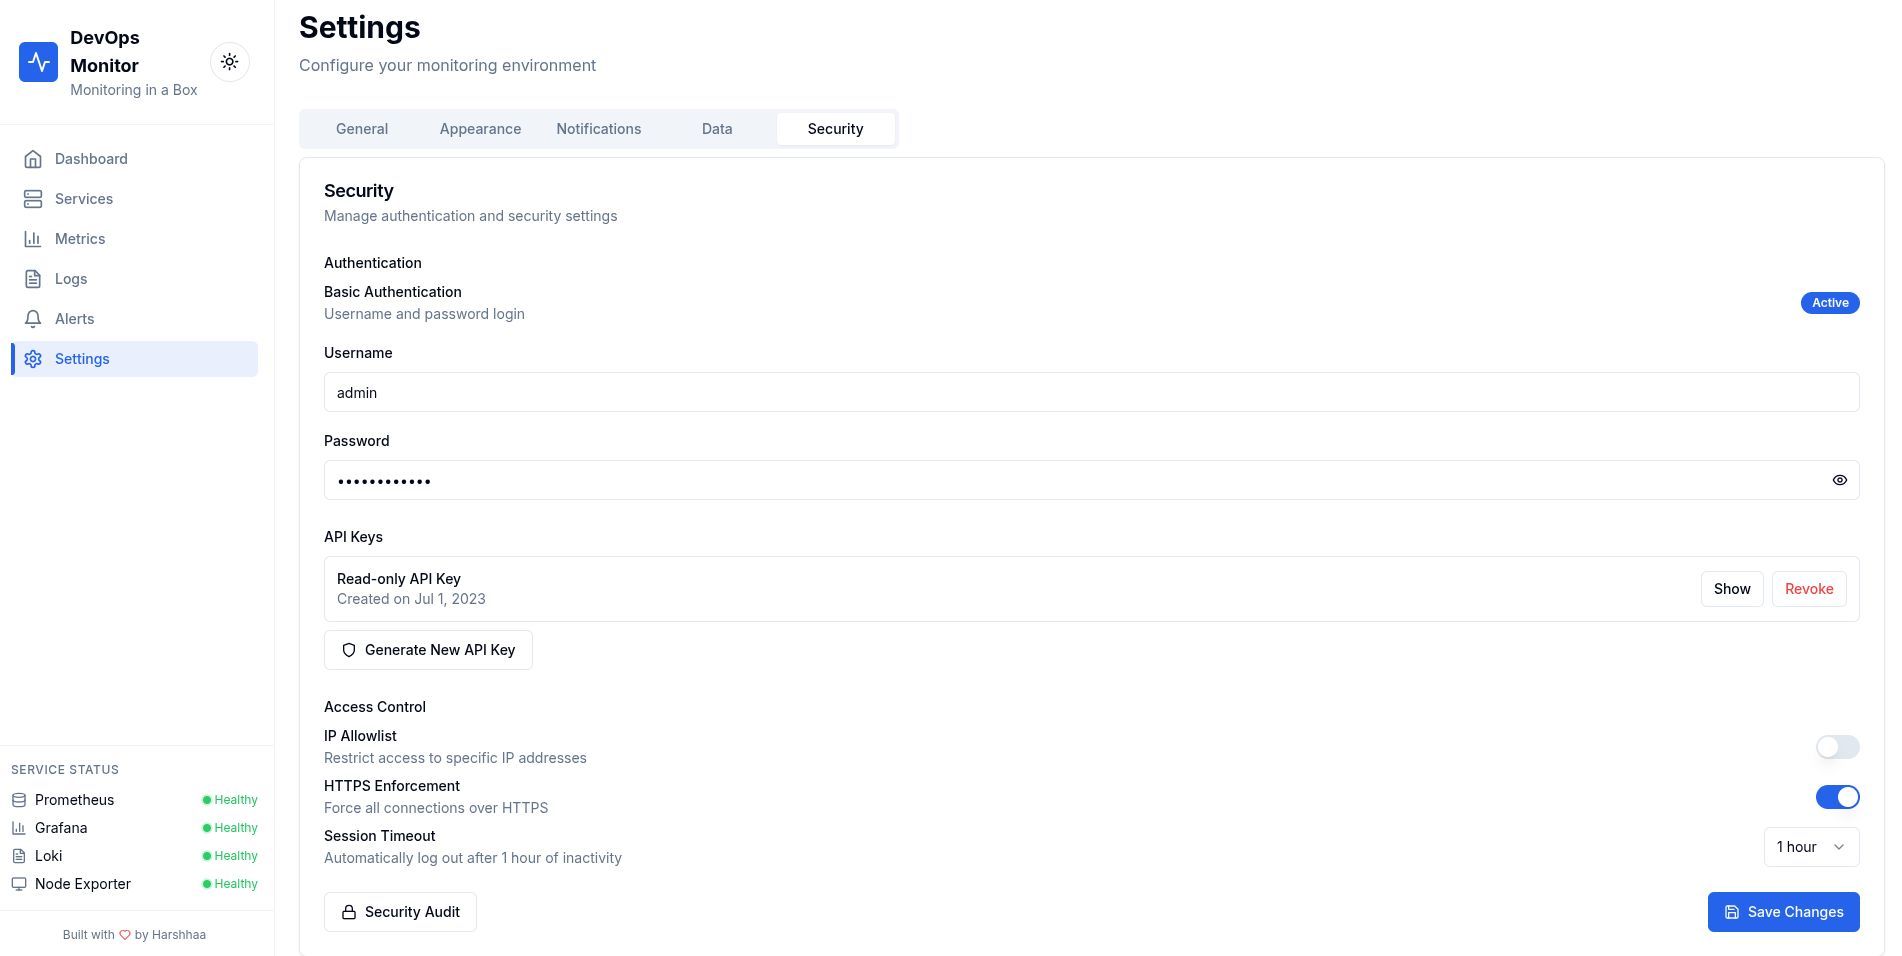 DevOps
Monitor
Monitoring in a Box
Dashboard
Services
Metrics
Logs
Alerts
Settings
SERVICE STATUS
Prometheus Healthy
Grafana Healthy
Loki Healthy
Node Exporter Healthy
Built with by Harshhaa
Settings
Configure your monitoring environment
General Appearance Notifications Data Security
Security
Manage authentication and security settings
Authentication
Basic Authentication
Username and password login
Active
Username
admin
Password
••••••••••••
API Keys
Read-only API Key
Created on Jul 1, 2023
Show Revoke
Generate New API Key
Access Control
IP Allowlist
Restrict access to specific IP addresses
HTTPS Enforcement
Force all connections over HTTPS
Session Timeout
Automatically log out after 1 hour of inactivity
1 hour
Security Audit Save Changes